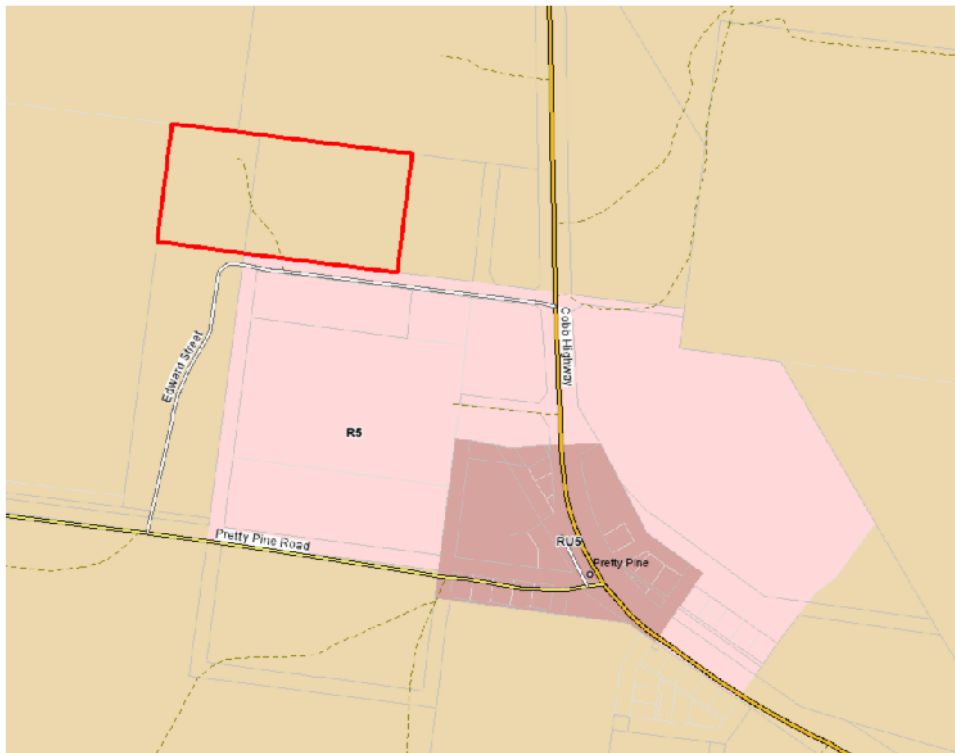 Cobb Highway
Edward Street
R5
Pretty Pine Road
RU5
Pretty Pine